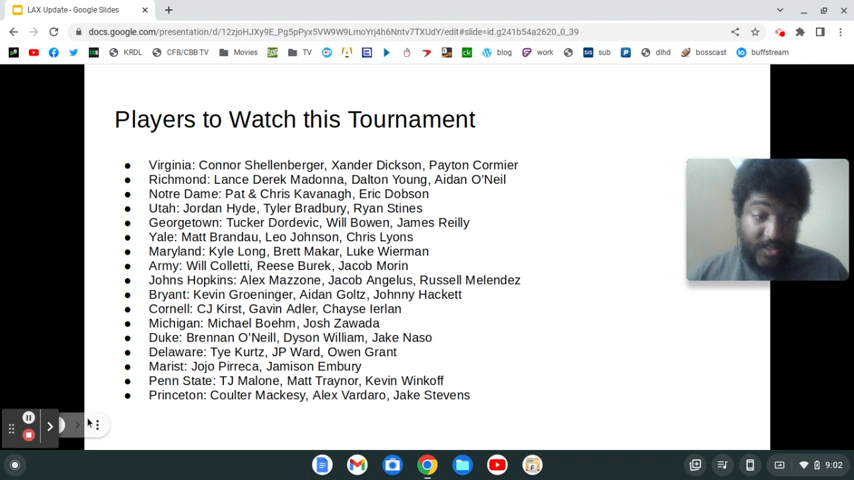 LAX Update - Google Slides
docs.google.com/presentation/d/12zjoHJXy9E_Pg5pPyx5VW9W9LmoYrj4h6Nntv7TXUdY/edit#slide=id.g241b54a2620_0_39
KRDL CFB/CBB TV Movies TV blog work sub dlhd bosscast buffstream
Players to Watch this Tournament
● Virginia: Connor Shellenberger, Xander Dickson, Payton Cormier
● Richmond: Lance Derek Madonna, Dalton Young, Aidan O'Neil
● Notre Dame: Pat & Chris Kavanagh, Eric Dobson
● Utah: Jordan Hyde, Tyler Bradbury, Ryan Stines
● Georgetown: Tucker Dordevic, Will Bowen, James Reilly
● Yale: Matt Brandau, Leo Johnson, Chris Lyons
● Maryland: Kyle Long, Brett Makar, Luke Wierman
● Army: Will Colletti, Reese Burek, Jacob Morin
● Johns Hopkins: Alex Mazzone, Jacob Angelus, Russell Melendez
● Bryant: Kevin Groeninger, Aidan Goltz, Johnny Hackett
● Cornell: CJ Kirst, Gavin Adler, Chayse Ierlan
● Michigan: Michael Boehm, Josh Zawada
● Duke: Brennan O'Neill, Dyson William, Jake Naso
● Delaware: Tye Kurtz, JP Ward, Owen Grant
● Marist: Jojo Pirreca, Jamison Embury
● Penn State: TJ Malone, Matt Traynor, Kevin Winkoff
● Princeton: Coulter Mackesy, Alex Vardaro, Jake Stevens
9:02